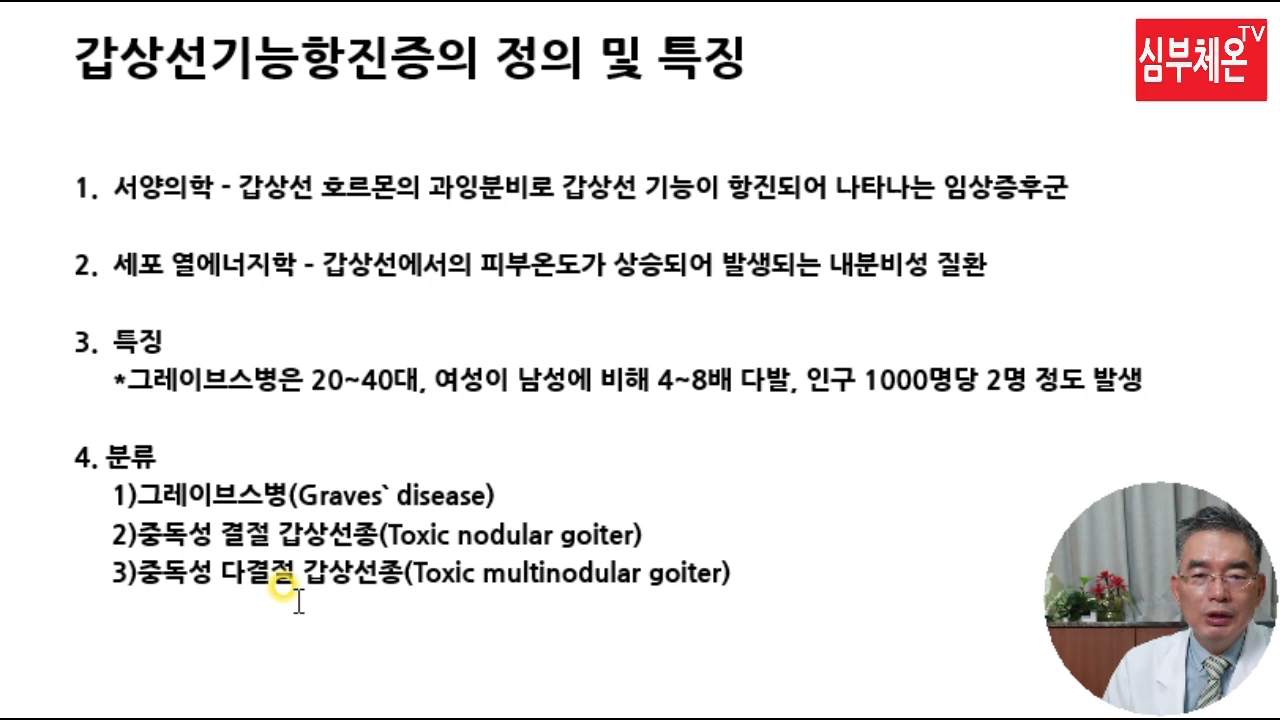 갑상선기능항진증의 정의 및 특징
심부체온TV
1. 서양의학 - 갑상선 호르몬의 과잉분비로 갑상선 기능이 항진되어 나타나는 임상증후군
2. 세포 열에너지학 - 갑상선에서의 피부온도가 상승되어 발생되는 내분비성 질환
3. 특징
*그레이브스병은 20~40대, 여성이 남성에 비해 4~8배 다발, 인구 1000명당 2명 정도 발생
4. 분류
1)그레이브스병(Graves` disease)
2)중독성 결절 갑상선종(Toxic nodular goiter)
3)중독성 다결절 갑상선종(Toxic multinodular goiter)